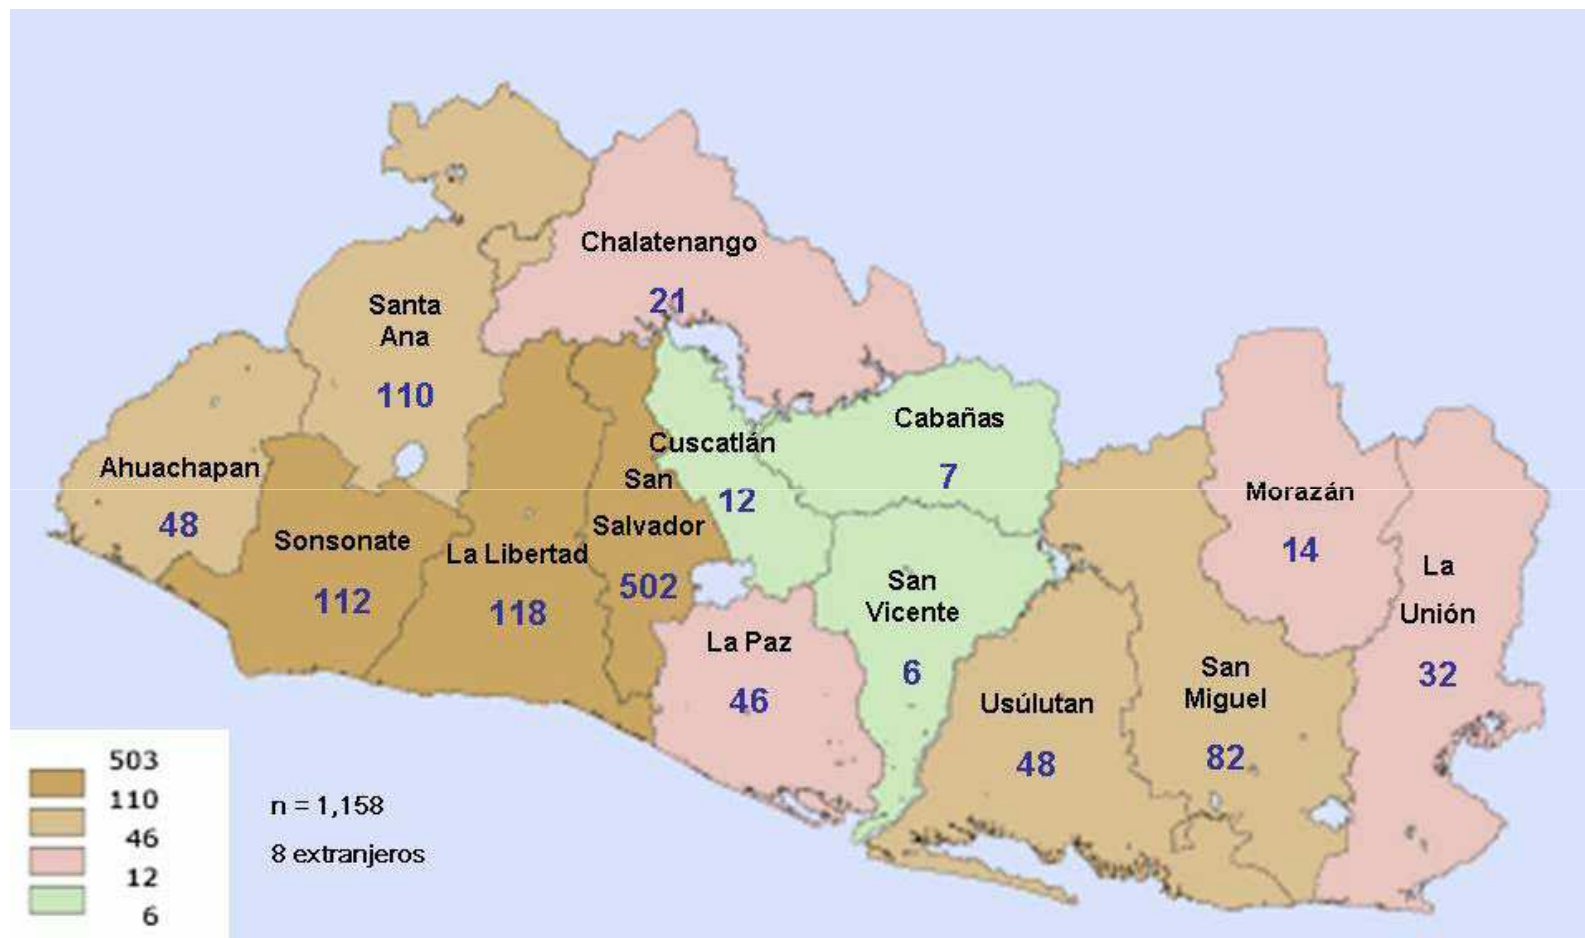 Chalatenango
21
Santa
Ana
110
Ahuachapan
48
Sonsonate
112
La Libertad
118
San
Salvador
502
Cuscatlán
12
Cabañas
7
San
Vicente
6
La Paz
46
Usúlutan
48
San
Miguel
82
Morazán
14
La
Unión
32
503
110
46
12
6
n = 1,158
8 extranjeros